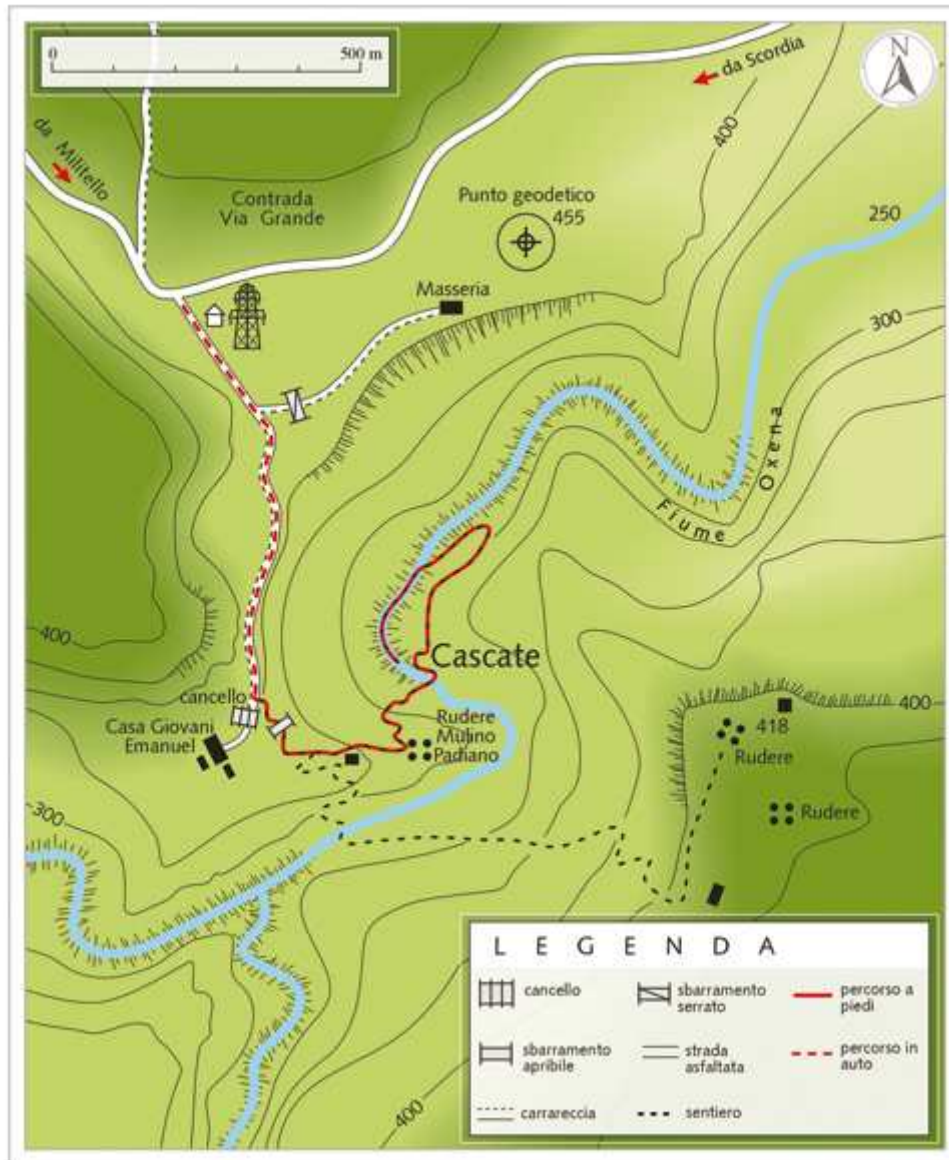 0 500 m
N
da Scordia
da Militello
400
Contrada
Via Grande
Punto geodetico
455
250
Masseria
300
Fiume Oxena
400
Cascate
cancello
Casa Giovani
Emanuel
Rudere
Mulino
Padiano
400
418
Rudere
Rudere
300
400
LEGENDA
cancello
sbarramento
serrato
percorso a
piedi
sbarramento
apribile
strada
asfaltata
percorso in
auto
carrareccia
sentiero